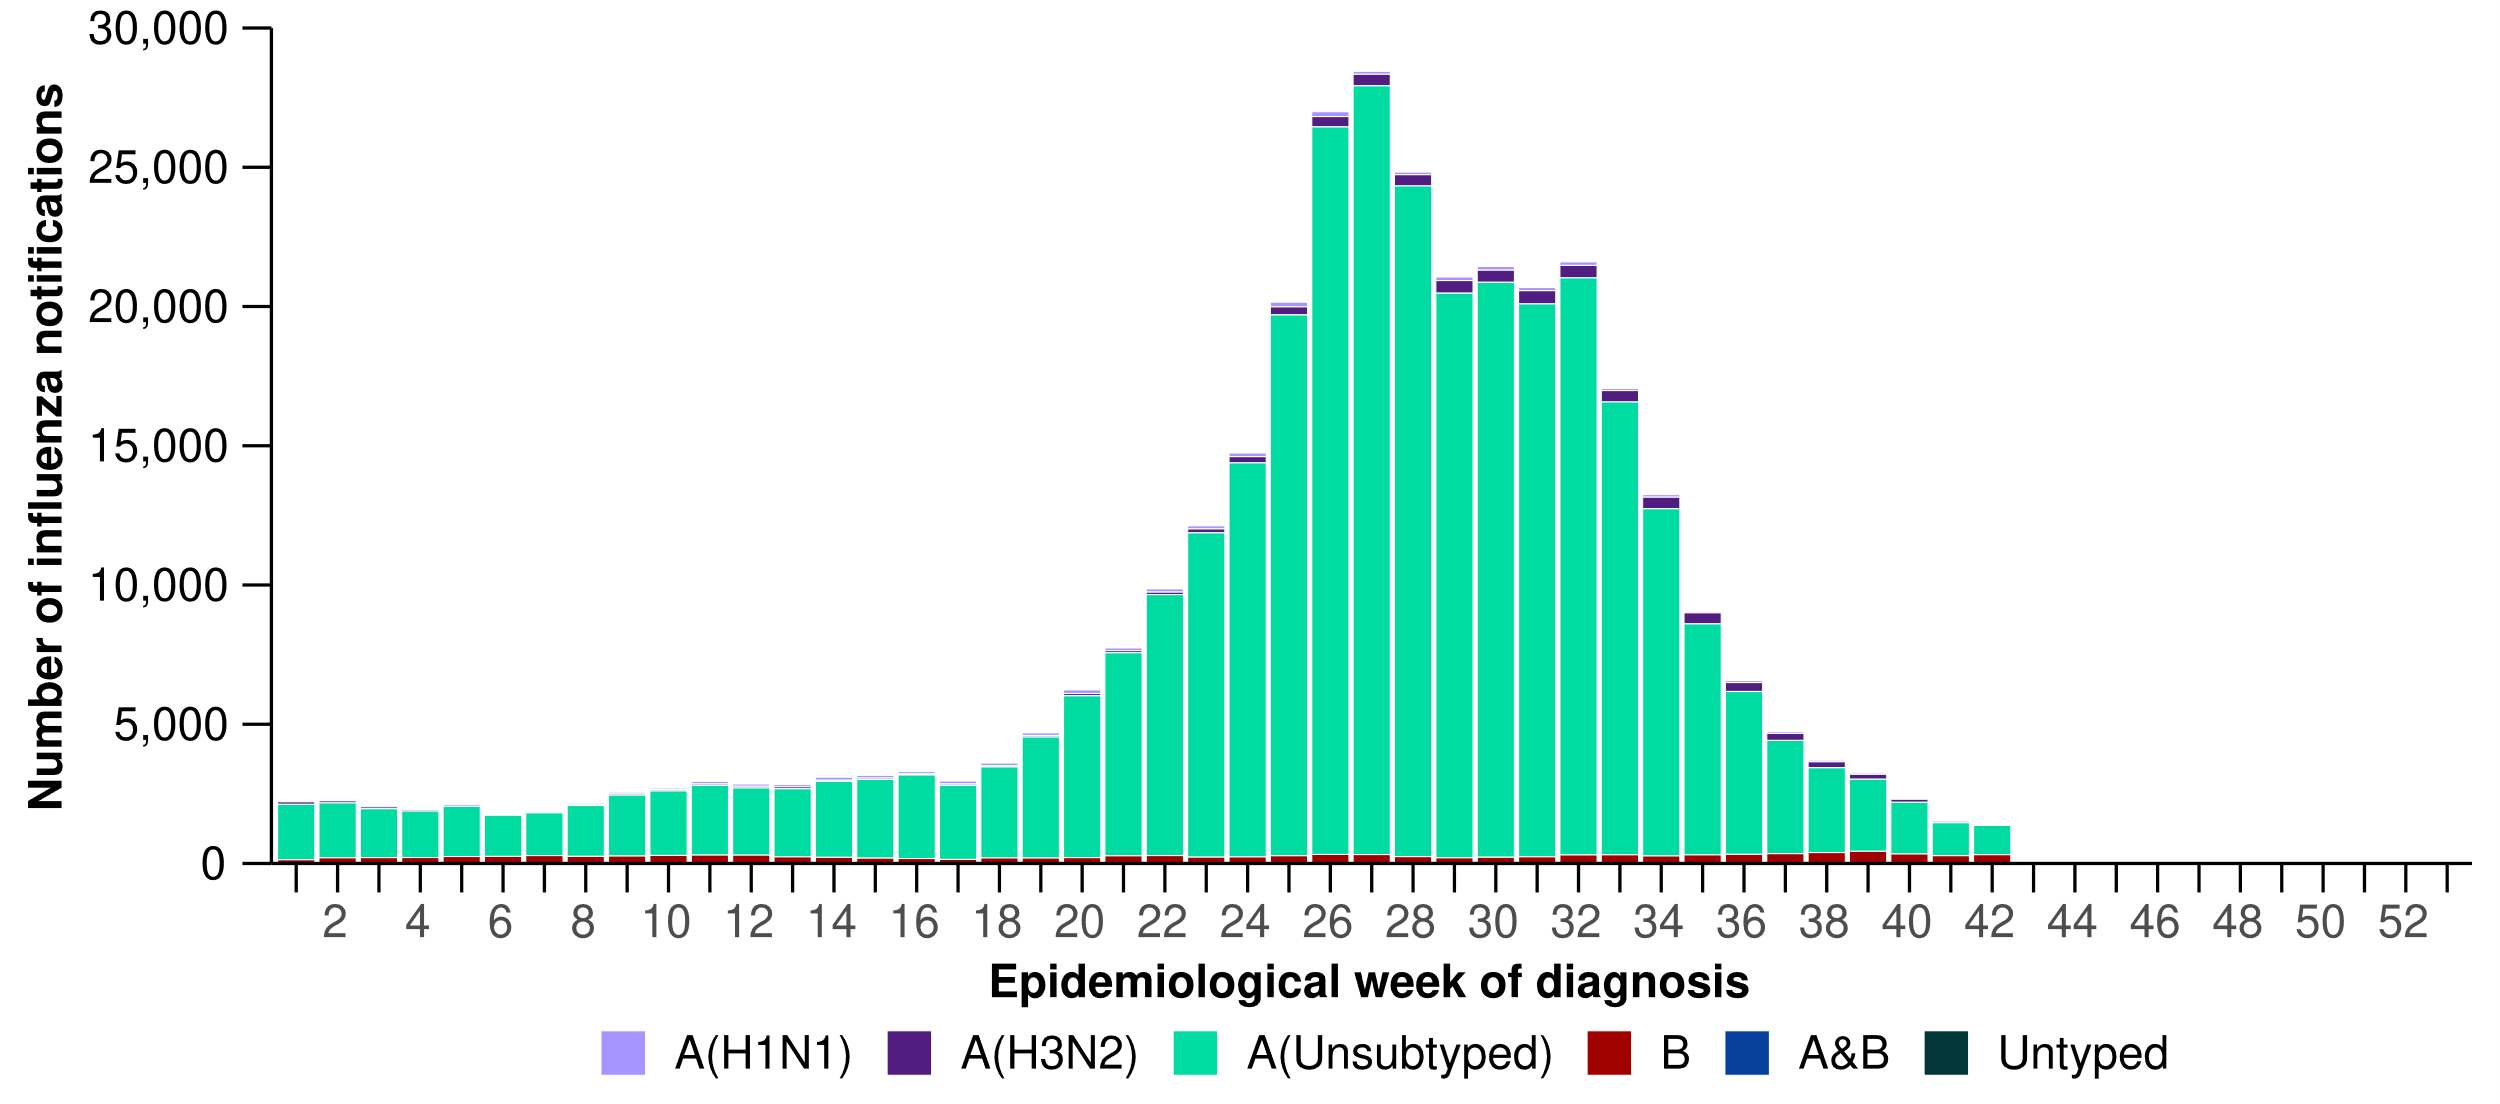 Number of influenza notifications
30,000
25,000
20,000
15,000
10,000
5,000
0
2 4 6 8 10 12 14 16 18 20 22 24 26 28 30 32 34 36 38 40 42 44 46 48 50 52
Epidemiological week of diagnosis
A(H1N1) A(H3N2) A(Unsubtyped) B A&B Untyped